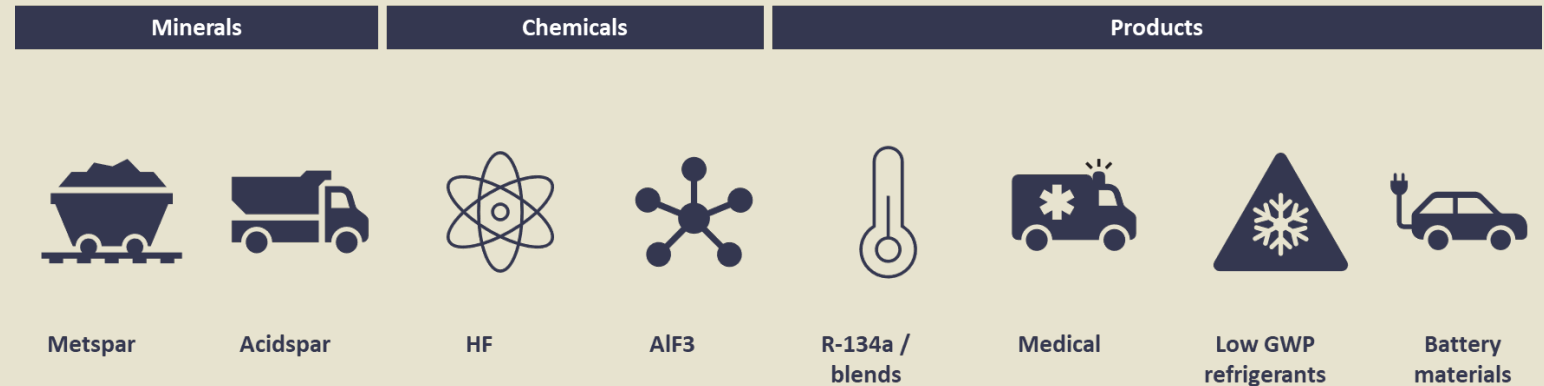 Minerals
Chemicals
Products
Metspar
Acidspar
HF
AlF3
R-134a /
blends
Medical
Low GWP
refrigerants
Battery
materials